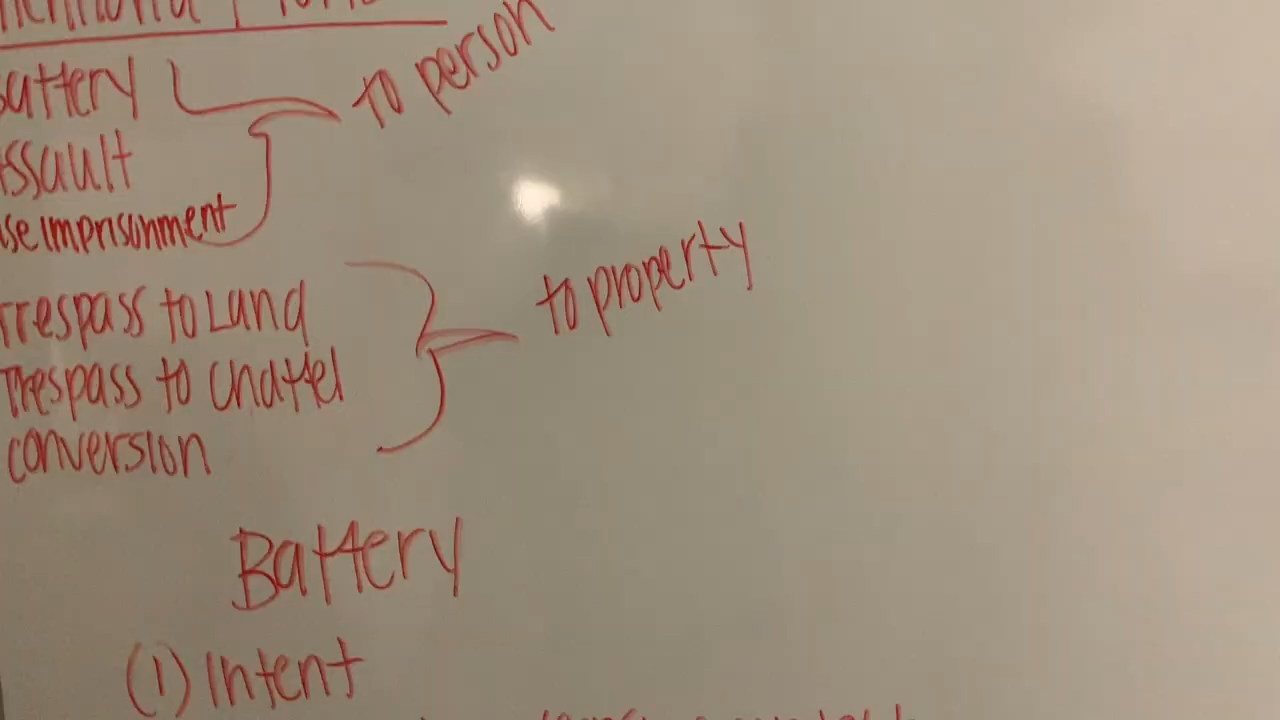 Intentional Torts
Battery
to person
Assault
se imprisonment
Trespass to Land
to property
Trespass to chattel
conversion
Battery
(1) Intent